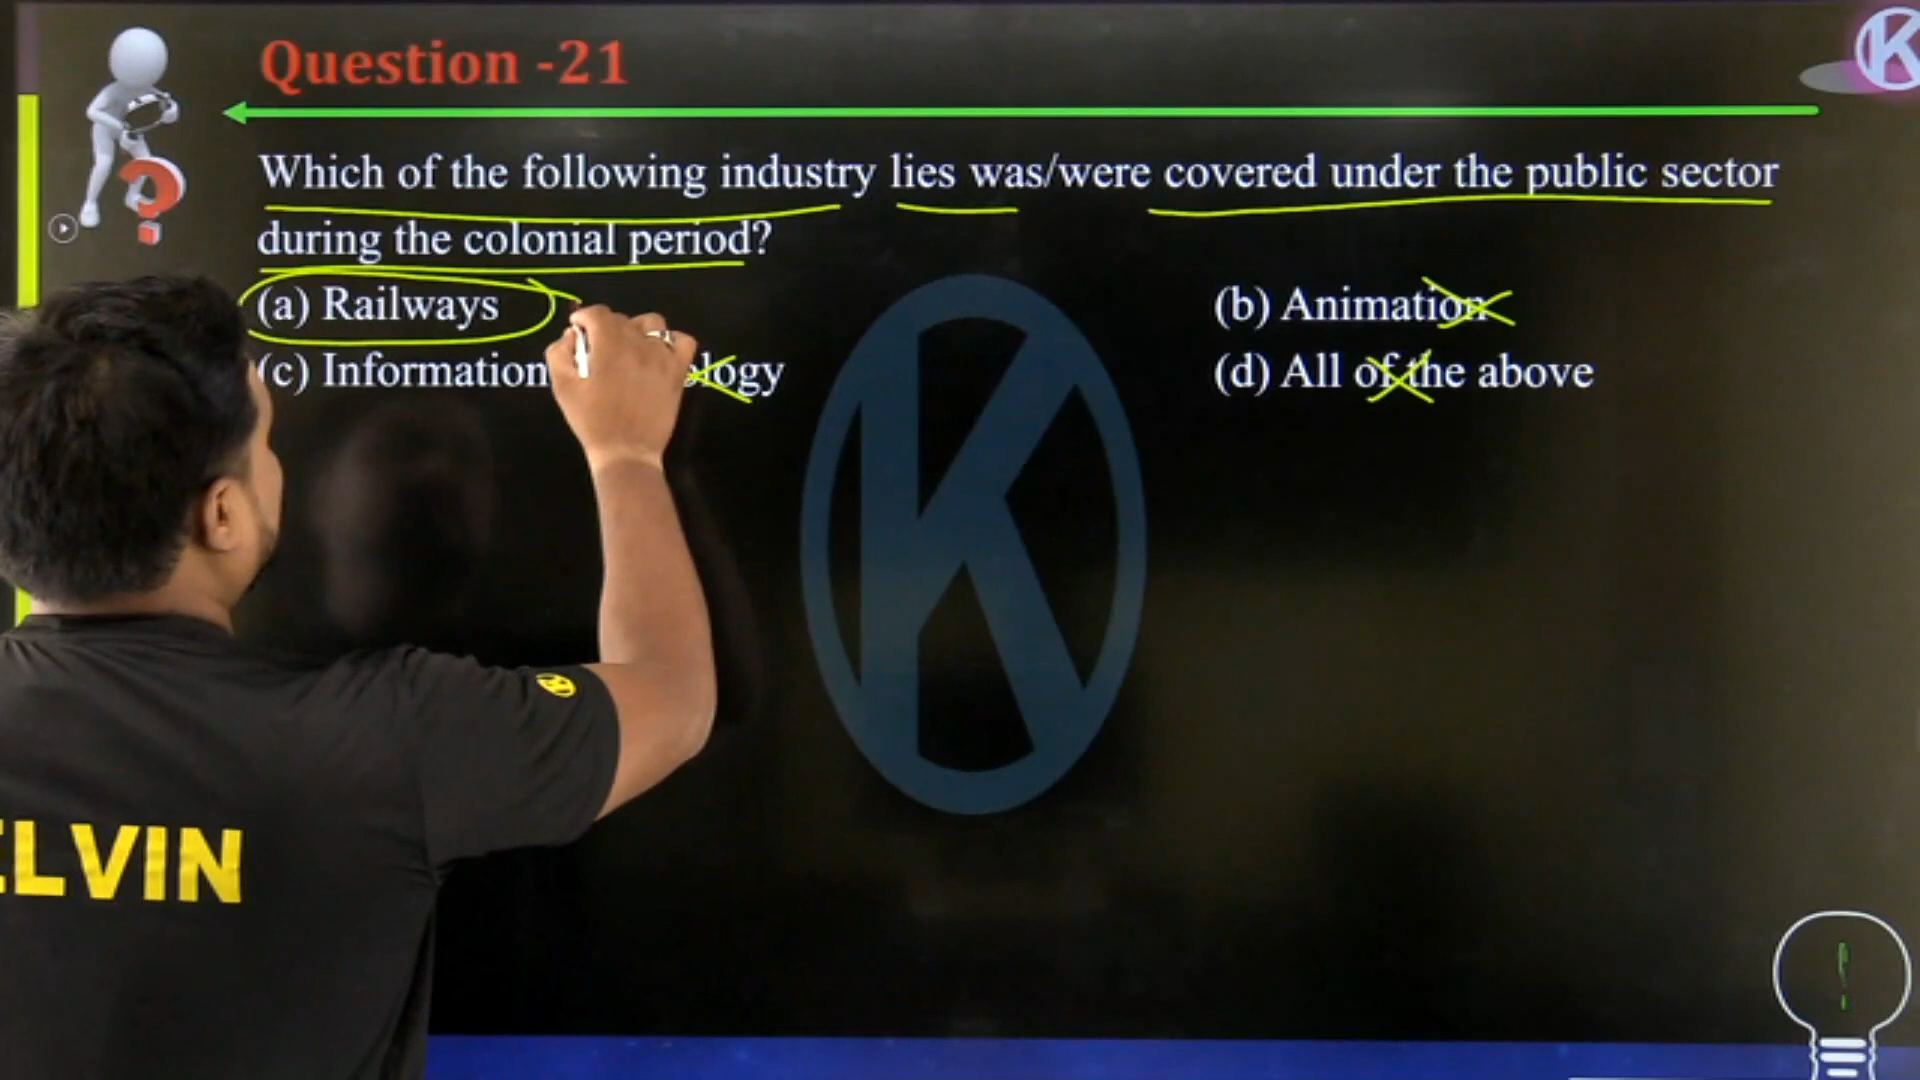 Question -21
Which of the following industry lies was/were covered under the public sector
during the colonial period?
(a) Railways
(b) Animation
(c) Information
(d) All of the above
K
K
ELVIN